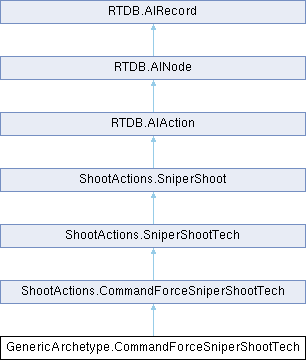 RTDB.AIRecord
RTDB.AINode
RTDB.AIAction
ShootActions.SniperShoot
ShootActions.SniperShootTech
ShootActions.CommandForceSniperShootTech
GenericArchetype.CommandForceSniperShootTech